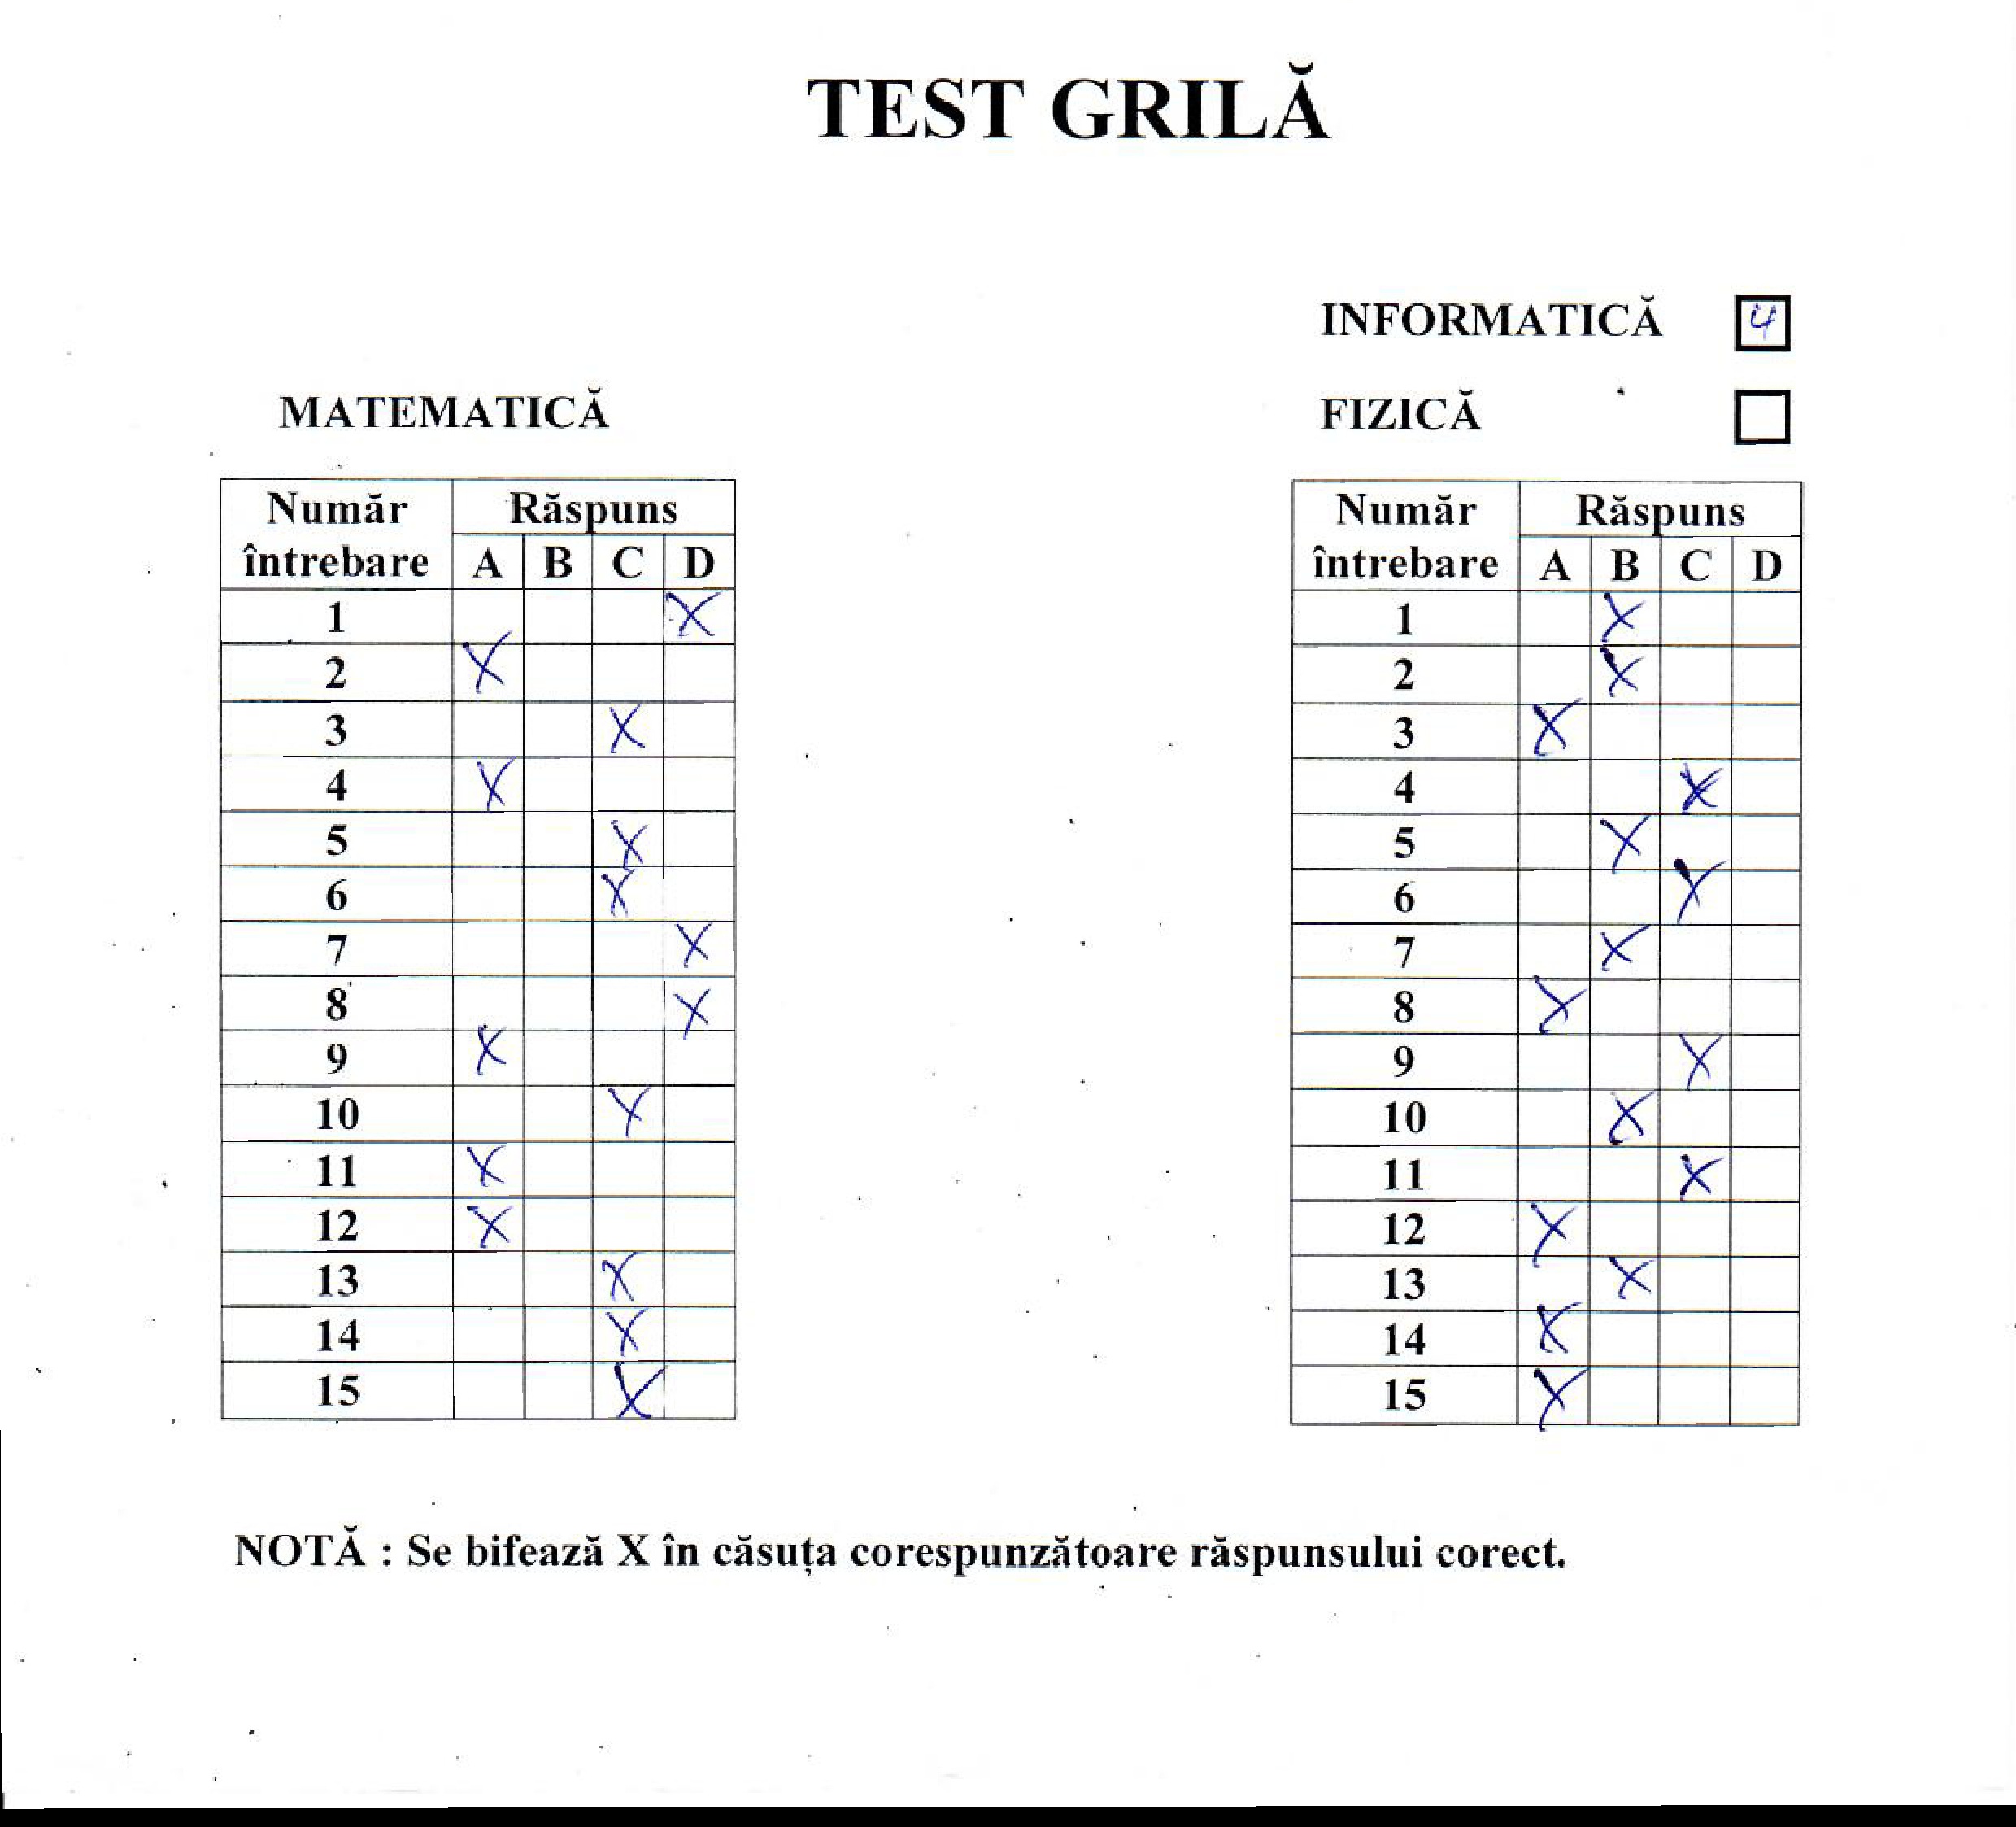 TEST GRILĂ
INFORMATICĂ 4
MATEMATICĂ
FIZICĂ
Număr întrebare Răspuns
A B C D
1 X
2 X
3 X
4 X
5 X
6 X
7 X
8 X
9 X
10 X
11 X
12 X
13 X
14 X
15 X
Număr întrebare Răspuns
A B C D
1 X
2 X
3 X
4 X
5 X
6 X
7 X
8 X
9 X
10 X
11 X
12 X
13 X
14 X
15 X
NOTĂ : Se bifează X în căsuța corespunzătoare răspunsului corect.